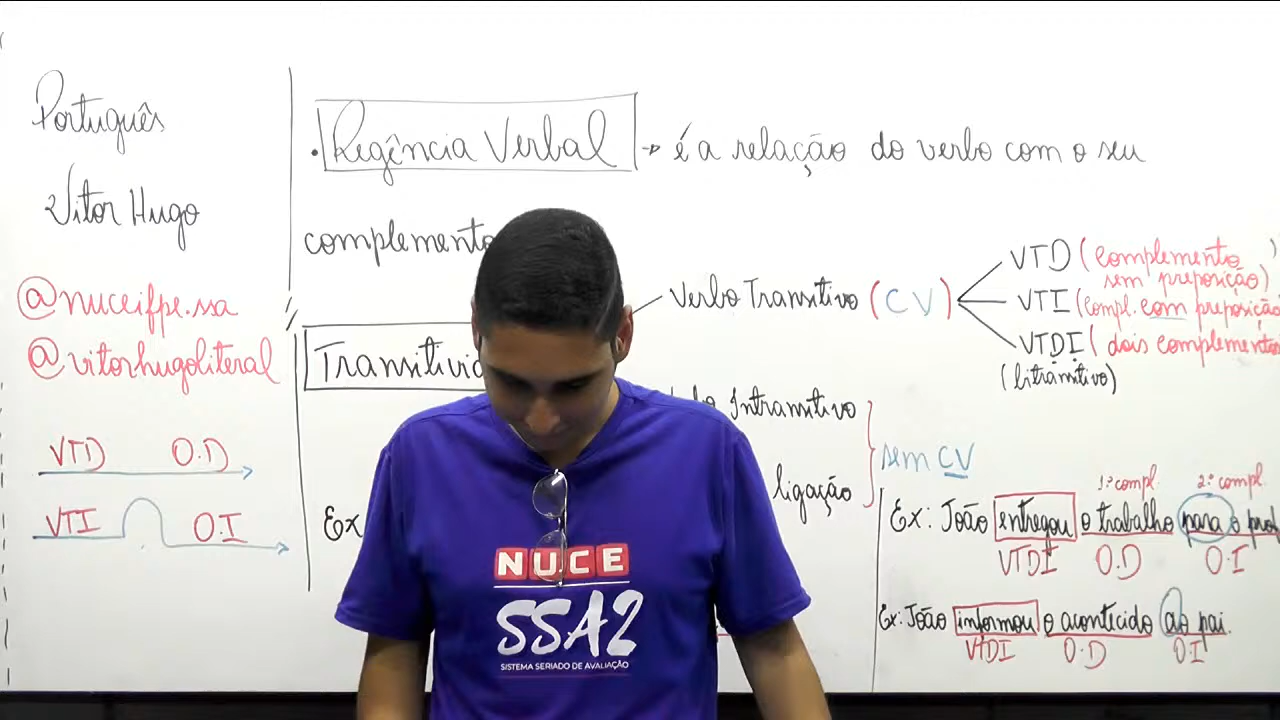 Português
Vitor Hugo
@nuceifpe.ssa
@vitorhugoliteral
VTD O.D
VTI O.I
. Regência Verbal → é a relação do verbo com o seu
complemento
Transitivid
Verbo Transitivo (CV)
VTD (complemento
sem preposição)
VTI (compl. com preposição
VTDI (dois complementos
(bitransitivo)
Intransitivo
ligação
sem CV
Ex
1º compl. 2º compl.
Ex: João entregou o trabalho para o prof
VTDI O.D O.I
Ex: João informou o acontecido ao pai.
VTDI O.D O.I
NUCE
SSA2
SISTEMA SERIADO DE AVALIAÇÃO